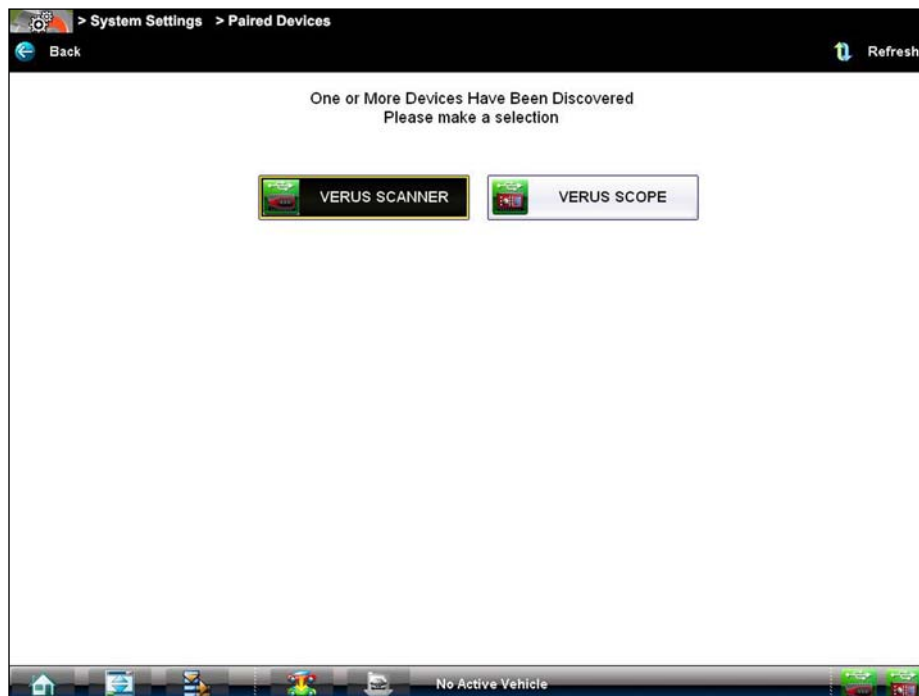 > System Settings > Paired Devices
Back
Refresh
One or More Devices Have Been Discovered
Please make a selection
VERUS SCANNER
VERUS SCOPE
No Active Vehicle